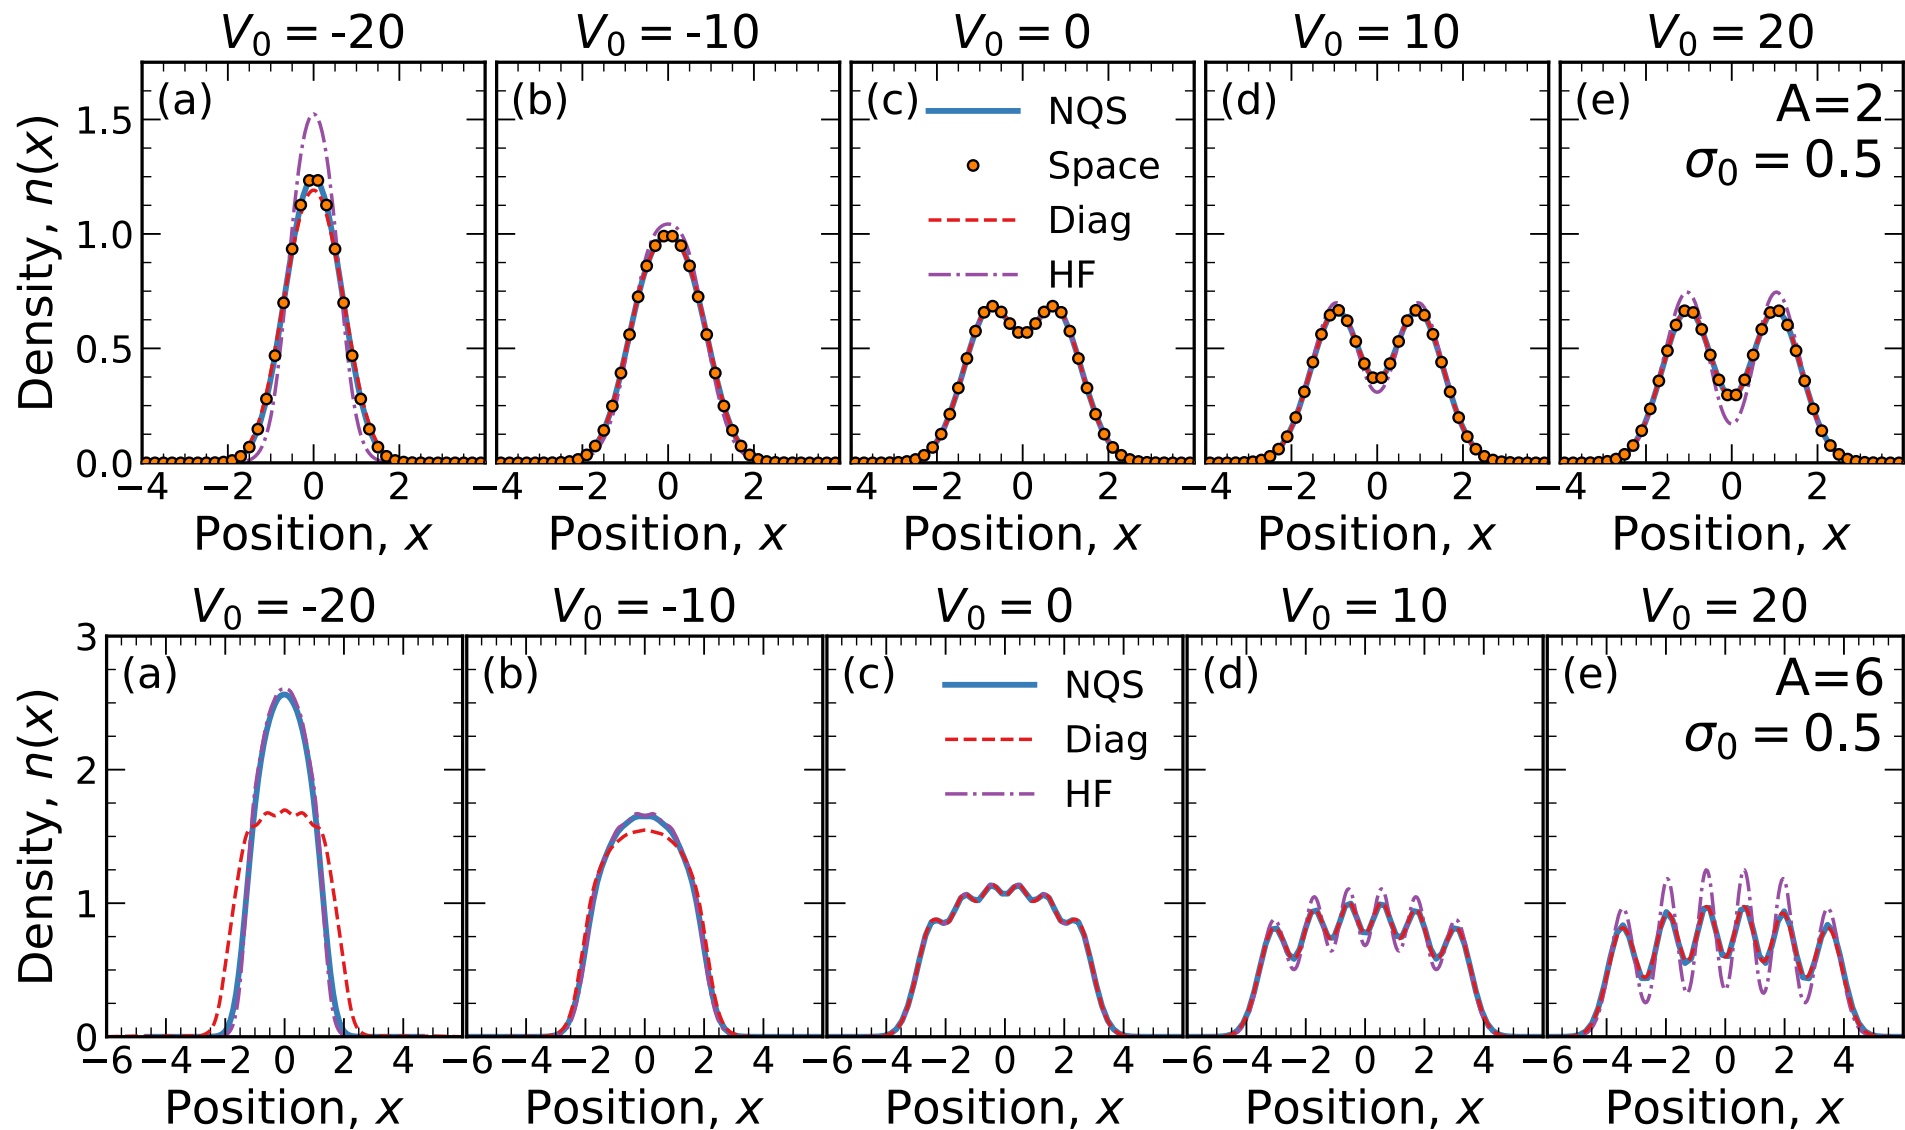 V₀ = -20 V₀ = -10 V₀ = 0 V₀ = 10 V₀ = 20
(a) (b) (c) (d) (e)
NQS
Space
Diag
HF
A=2
σ₀ = 0.5
Density, n(x)
1.5
1.0
0.5
0.0
−4 −2 0 2 −4 −2 0 2 −4 −2 0 2 −4 −2 0 2 −4 −2 0 2
Position, x Position, x Position, x Position, x Position, x
V₀ = -20 V₀ = -10 V₀ = 0 V₀ = 10 V₀ = 20
(a) (b) (c) (d) (e)
NQS
Diag
HF
A=6
σ₀ = 0.5
Density, n(x)
3
2
1
0
−6 −4 −2 0 2 4 −6 −4 −2 0 2 4 −6 −4 −2 0 2 4 −6 −4 −2 0 2 4 −6 −4 −2 0 2 4
Position, x Position, x Position, x Position, x Position, x